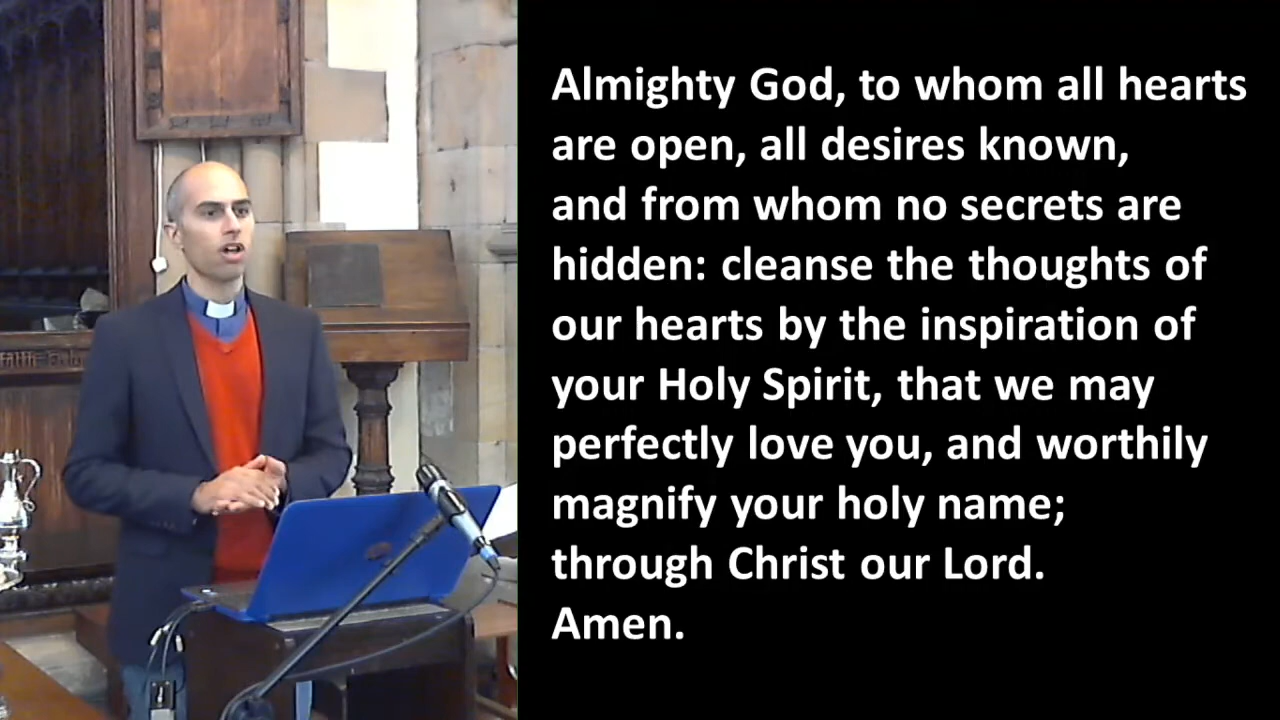 Almighty God, to whom all hearts
are open, all desires known,
and from whom no secrets are
hidden: cleanse the thoughts of
our hearts by the inspiration of
your Holy Spirit, that we may
perfectly love you, and worthily
magnify your holy name;
through Christ our Lord.
Amen.